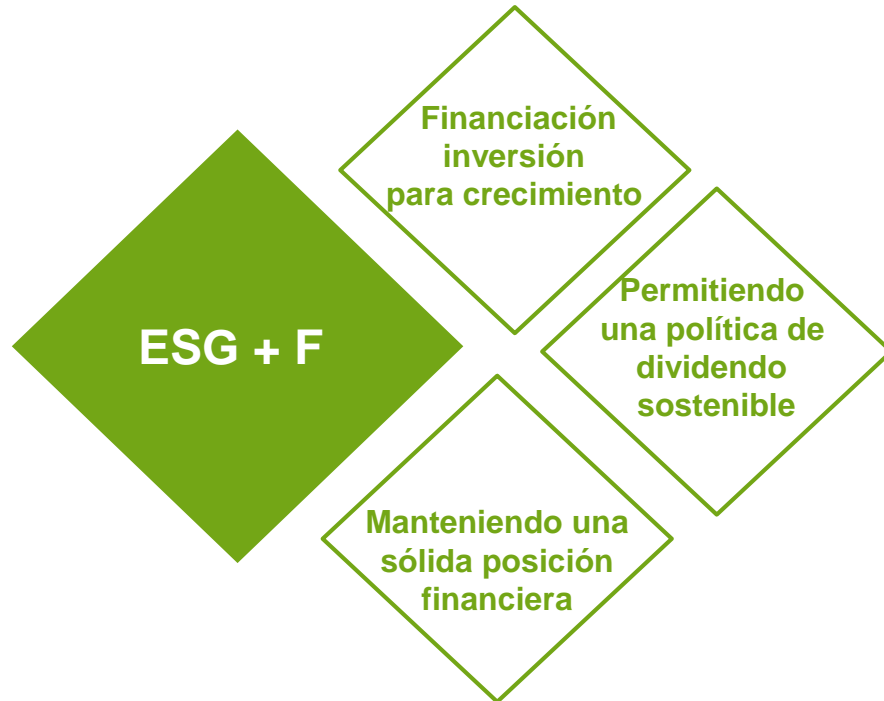 ESG + F
Financiación
inversión
para crecimiento
Permitiendo
una política de
dividendo
sostenible
Manteniendo una
sólida posición
financiera